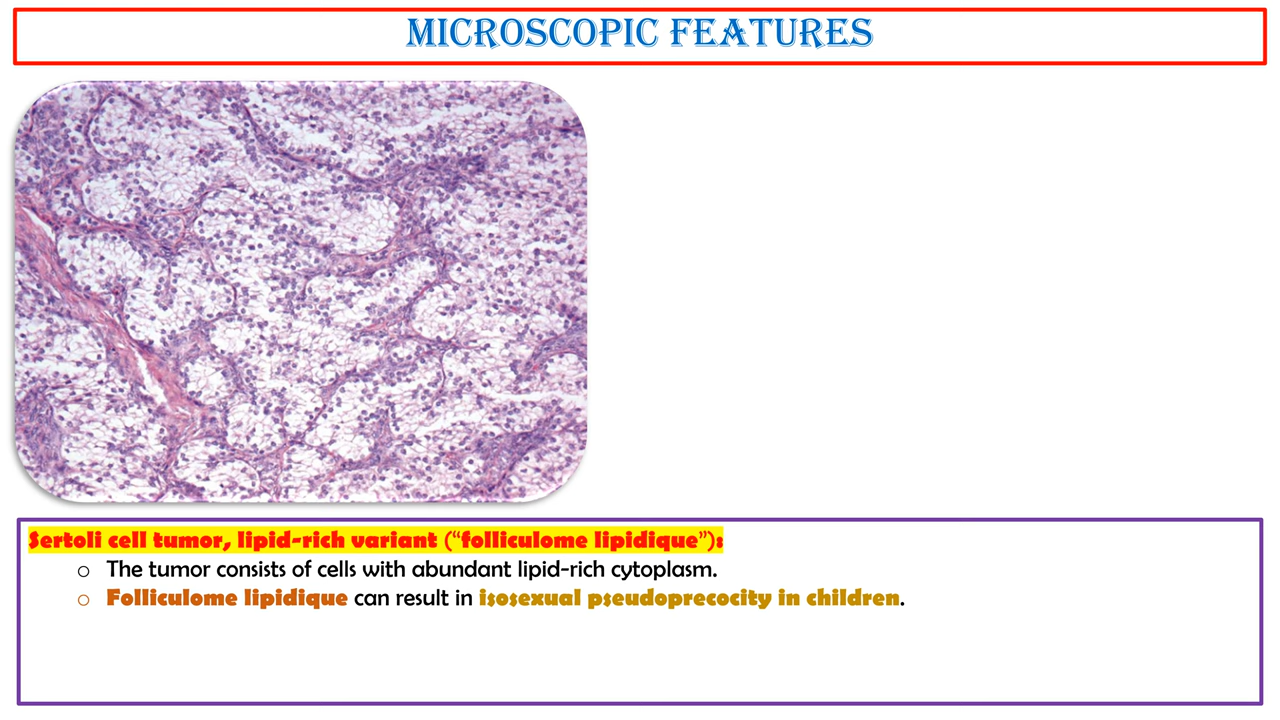 MICROSCOPIC FEATURES
Sertoli cell tumor, lipid-rich variant (“folliculome lipidique”):
o The tumor consists of cells with abundant lipid-rich cytoplasm.
o Folliculome lipidique can result in isosexual pseudoprecocity in children.